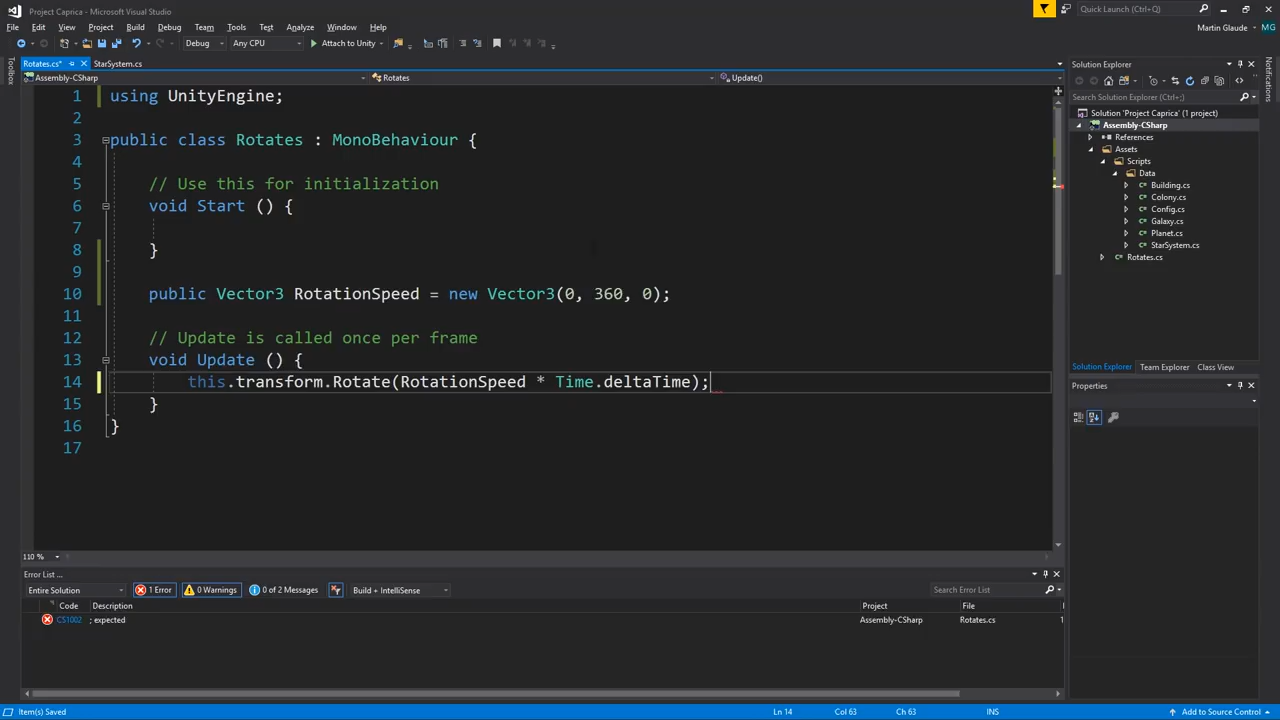 Project Caprica - Microsoft Visual Studio
Quick Launch (Ctrl+Q)
File Edit View Project Build Debug Team Tools Test Analyze Window Help
Martin Glaude MG
Debug Any CPU Attach to Unity
Rotates.cs* StarSystem.cs
Assembly-CSharp Rotates Update()
Toolbox
1 using UnityEngine;
2
3 public class Rotates : MonoBehaviour {
4
5 // Use this for initialization
6 void Start () {
7
8 }
9
10 public Vector3 RotationSpeed = new Vector3(0, 360, 0);
11
12 // Update is called once per frame
13 void Update () {
14 this.transform.Rotate(RotationSpeed * Time.deltaTime);
15 }
16 }
17
110 %
Solution Explorer
Search Solution Explorer (Ctrl+;)
Solution 'Project Caprica' (1 project)
Assembly-CSharp
References
Assets
Scripts
Data
Building.cs
Colony.cs
Config.cs
Galaxy.cs
Planet.cs
StarSystem.cs
Rotates.cs
Solution Explorer Team Explorer Class View
Properties
Notifications
Error List ...
Entire Solution 1 Error 0 Warnings 0 of 2 Messages Build + IntelliSense
Search Error List
Code Description Project File
CS1002 ; expected Assembly-CSharp Rotates.cs 1
Item(s) Saved Ln 14 Col 63 Ch 63 INS Add to Source Control